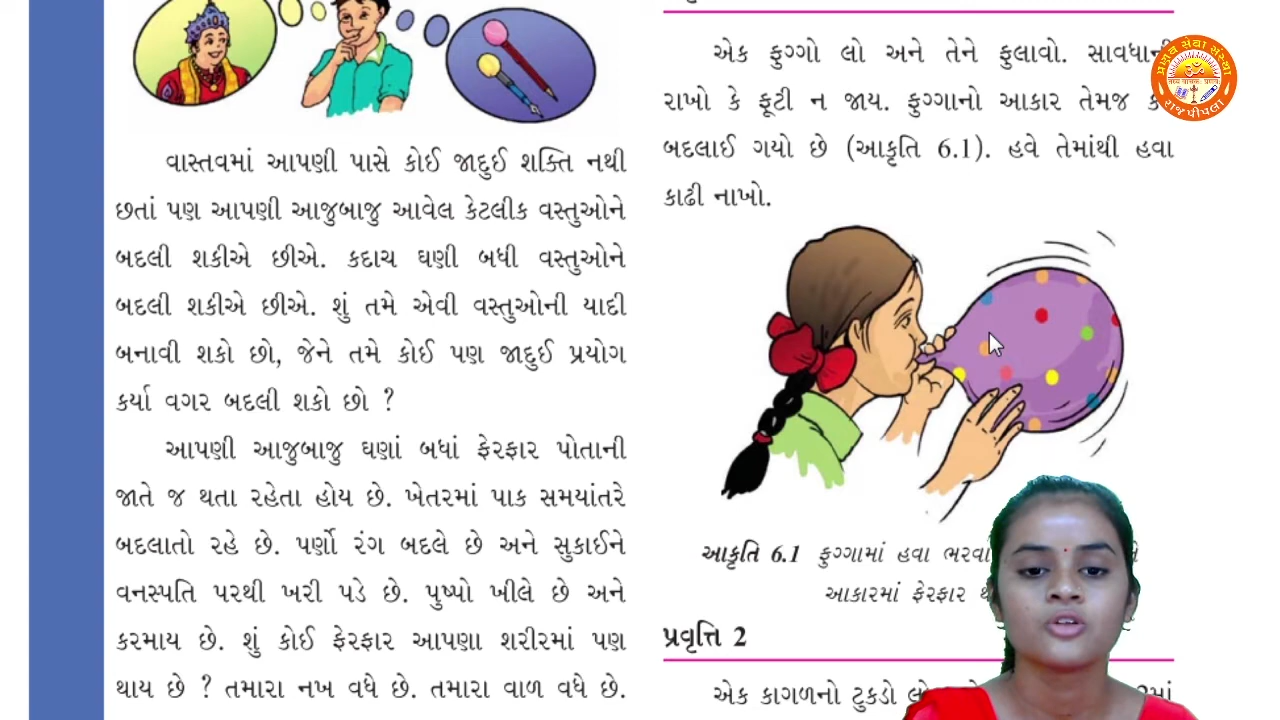 વાસ્તવમાં આપણી પાસે કોઈ જાદુઈ શક્તિ નથી
છતાં પણ આપણી આજુબાજુ આવેલ કેટલીક વસ્તુઓને
બદલી શકીએ છીએ. કદાચ ઘણી બધી વસ્તુઓને
બદલી શકીએ છીએ. શું તમે એવી વસ્તુઓની યાદી
બનાવી શકો છો, જેને તમે કોઈ પણ જાદુઈ પ્રયોગ
કર્યા વગર બદલી શકો છો ?
આપણી આજુબાજુ ઘણાં બધાં ફેરફાર પોતાની
જાતે જ થતા રહેતા હોય છે. ખેતરમાં પાક સમયાંતરે
બદલાતો રહે છે. પર્ણો રંગ બદલે છે અને સુકાઈને
વનસ્પતિ પરથી ખરી પડે છે. પુષ્પો ખીલે છે અને
કરમાય છે. શું કોઈ ફેરફાર આપણા શરીરમાં પણ
થાય છે ? તમારા નખ વધે છે. તમારા વાળ વધે છે.
એક ફુગ્ગો લો અને તેને ફુલાવો. સાવધાની
રાખો કે ફૂટી ન જાય. ફુગ્ગાનો આકાર તેમજ
બદલાઈ ગયો છે (આકૃતિ 6.1). હવે તેમાંથી હવા
કાઢી નાખો.
આકૃતિ 6.1 ફુગ્ગામાં હવા ભરવા
આકારમાં ફેરફાર
પ્રવૃત્તિ 2
એક કાગળનો ટુકડો
પ્રણવ સેવા સંસ્થા
રાજપીપલા